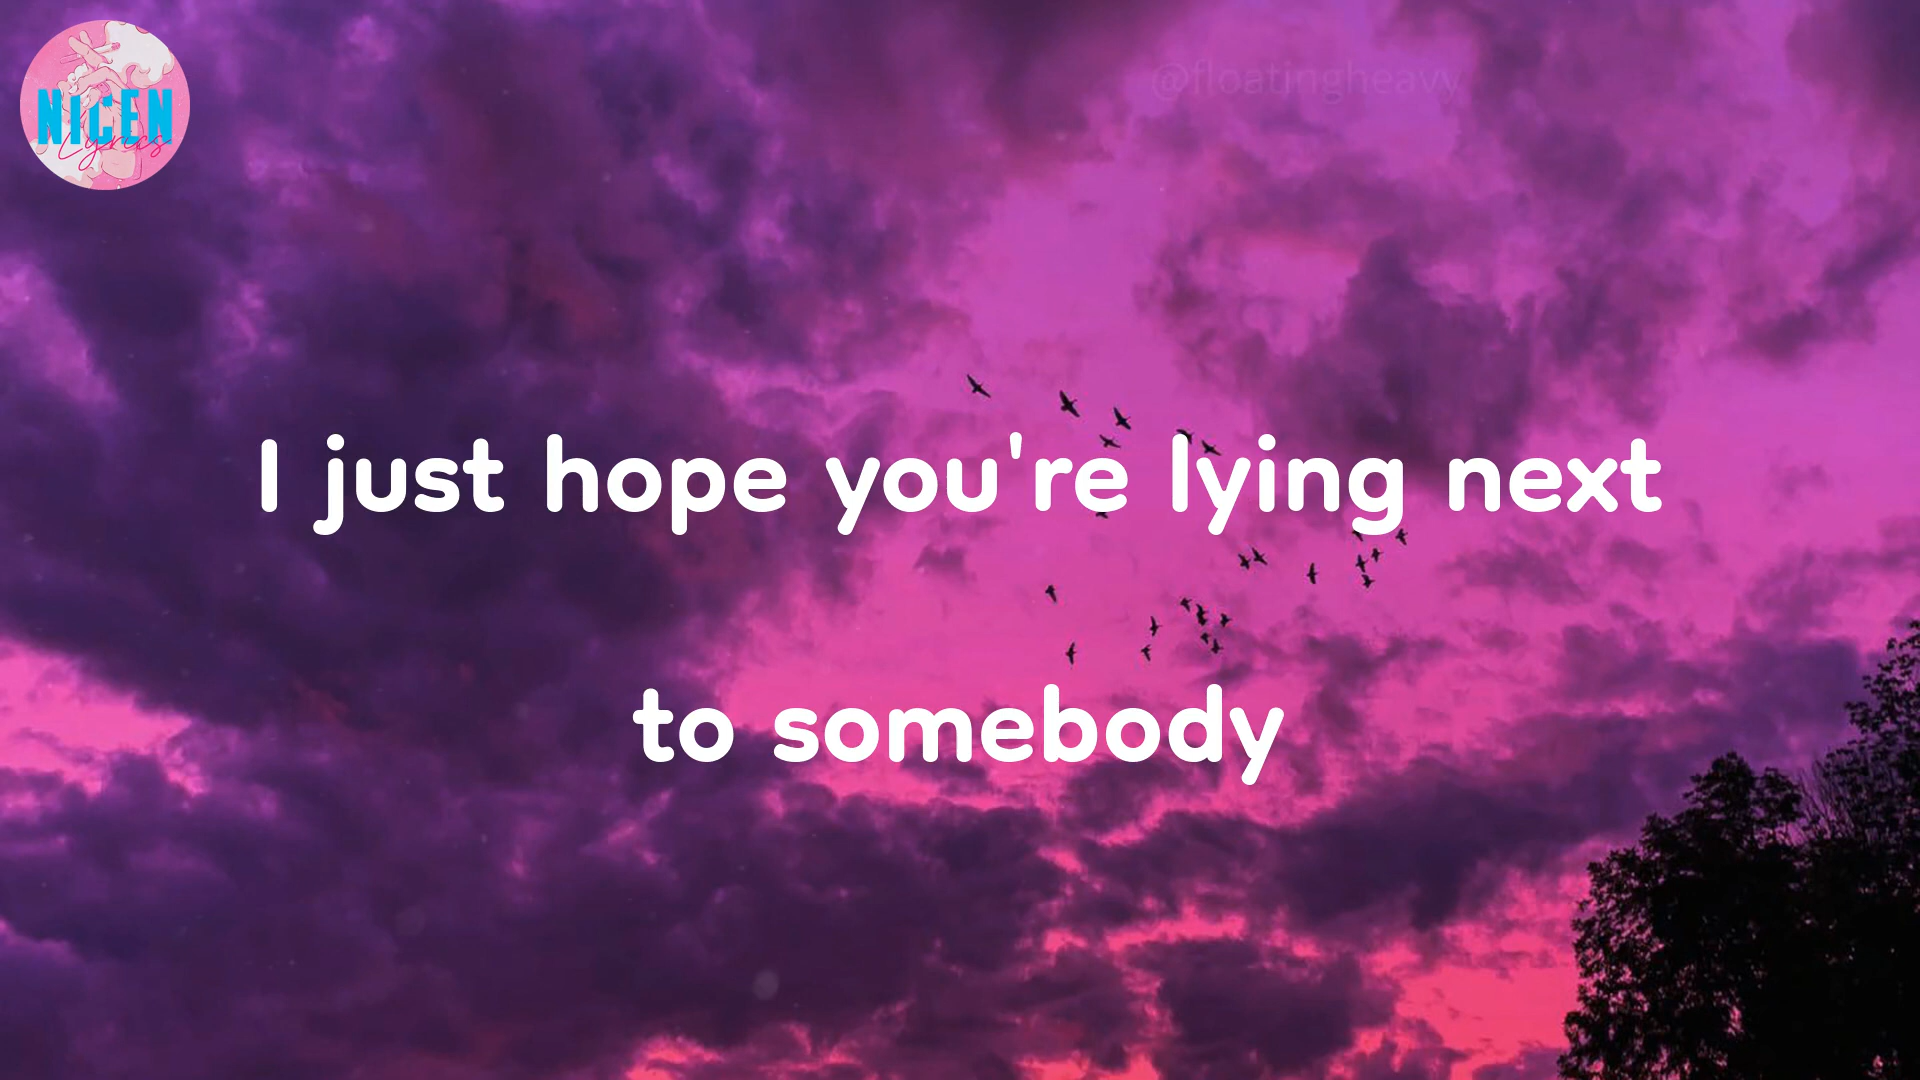 NICEN
Lyrics
@floatingheavy
I just hope you're lying next
to somebody